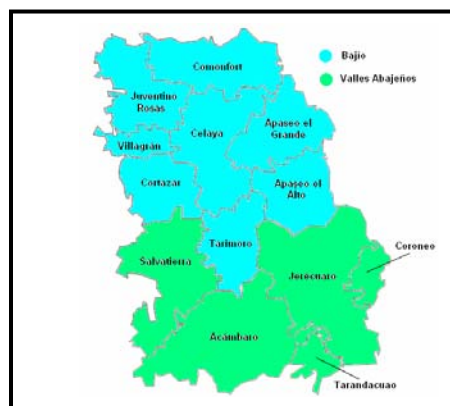 Bajío
Valles Abajeños
Comonfort
Juventino
Rosas
Celaya
Apaseo el
Grande
Villagrán
Cortazar
Apaseo el
Alto
Tarimoro
Salvatierra
Jerécuaro
Coroneo
Acámbaro
Tarandacuao